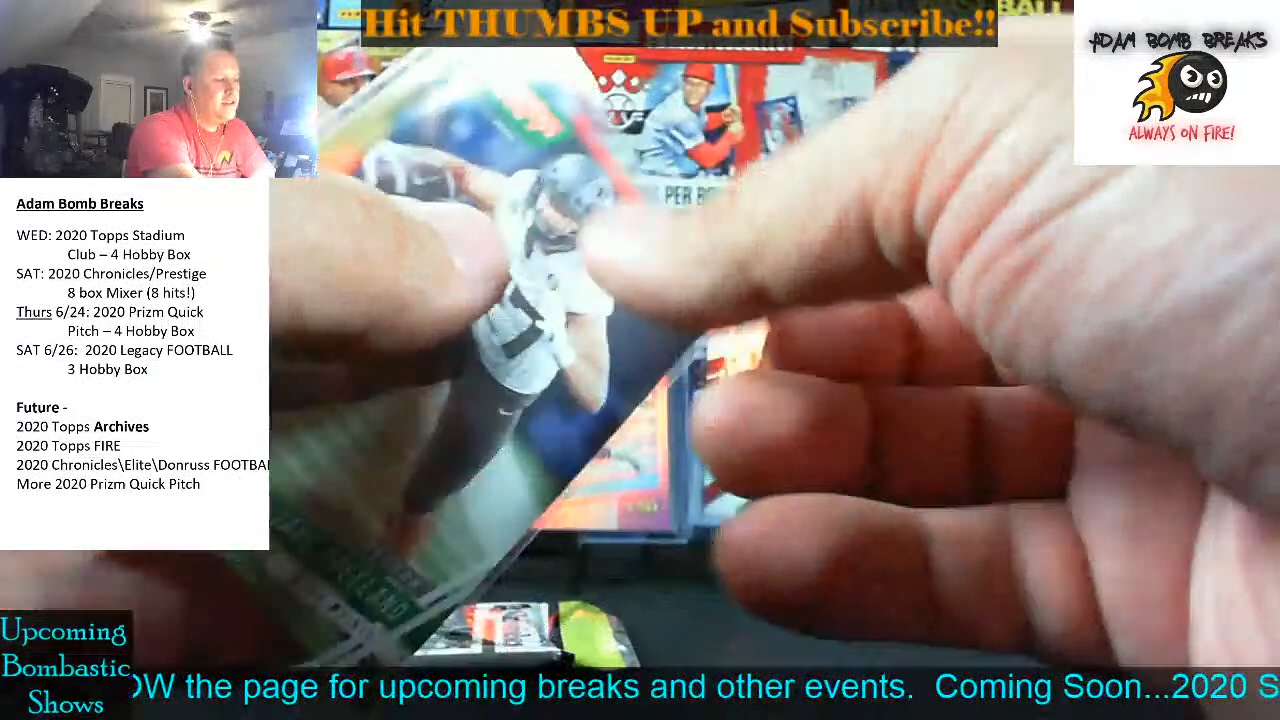 Hit THUMBS UP and Subscribe!!
ADAM BOMB BREAKS
ALWAYS ON FIRE!
Adam Bomb Breaks
WED: 2020 Topps Stadium
Club – 4 Hobby Box
SAT: 2020 Chronicles/Prestige
8 box Mixer (8 hits!)
Thurs 6/24: 2020 Prizm Quick
Pitch – 4 Hobby Box
SAT 6/26: 2020 Legacy FOOTBALL
3 Hobby Box
Future -
2020 Topps Archives
2020 Topps FIRE
2020 Chronicles\Elite\Donruss FOOTBA
More 2020 Prizm Quick Pitch
PER B
Upcoming
Bombastic
Shows
OW the page for upcoming breaks and other events. Coming Soon...2020 S